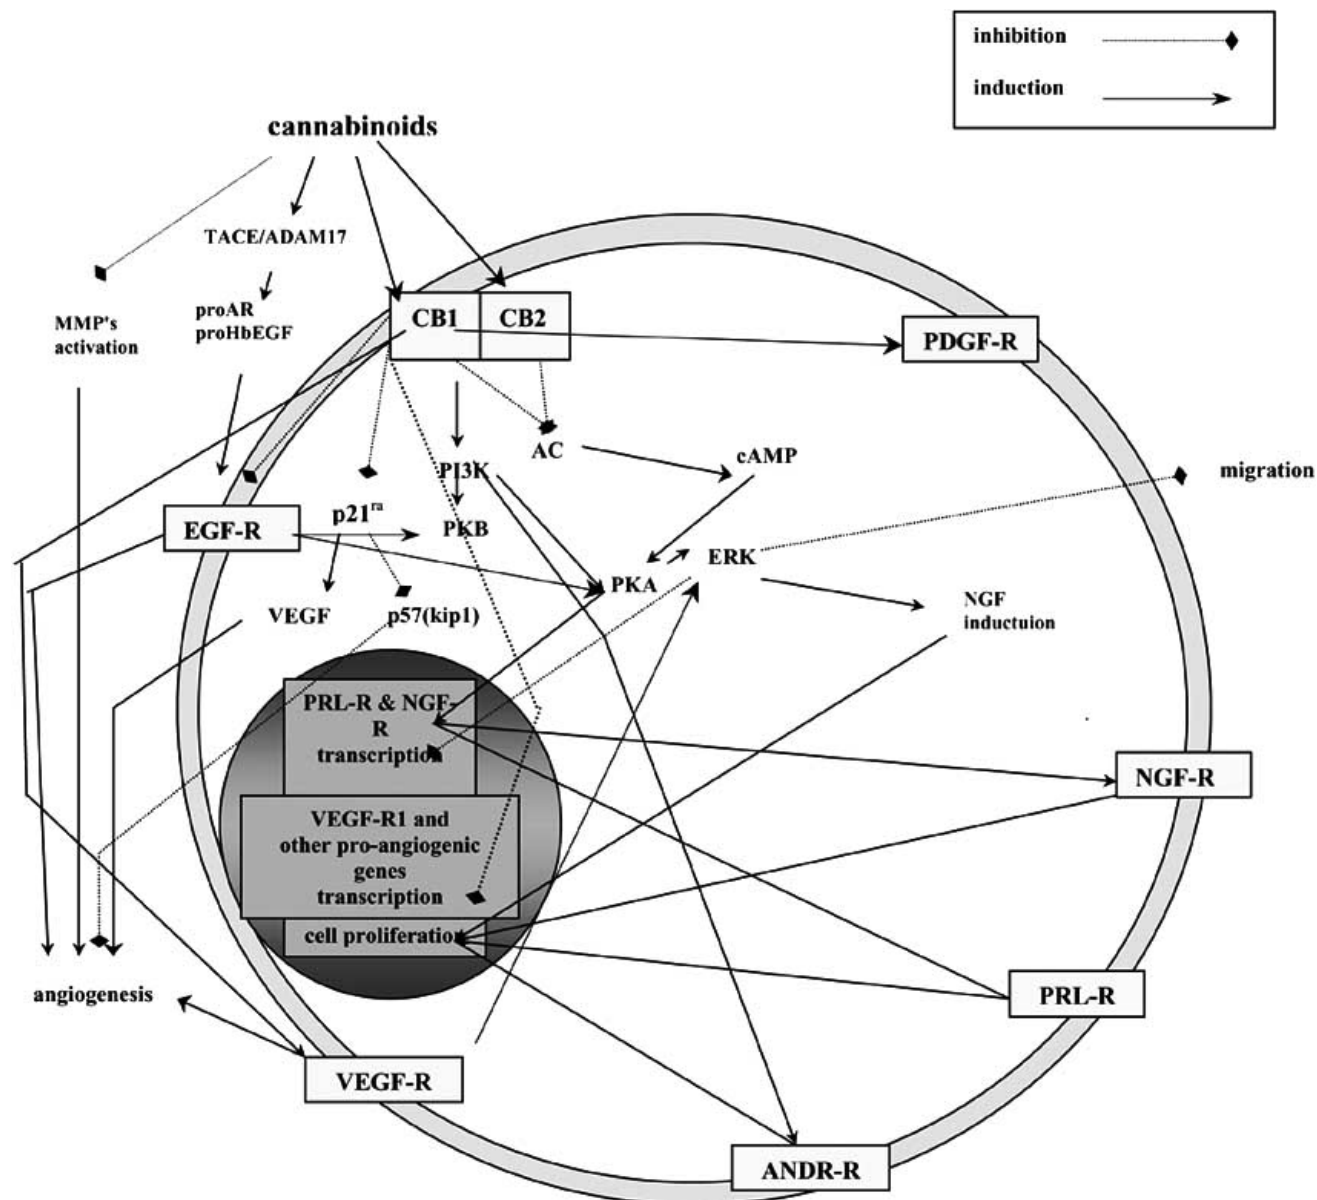 inhibition
induction
cannabinoids
TACE/ADAM17
proAR
proHbEGF
MMP's
activation
CB1
CB2
PDGF-R
AC
cAMP
PI3K
migration
p21ra
EGF-R
PKB
ERK
PKA
NGF
inductuion
VEGF
p57(kip1)
PRL-R & NGF-
R
transcription
NGF-R
VEGF-R1 and
other pro-angiogenic
genes
transcription
cell proliferation
angiogenesis
PRL-R
VEGF-R
ANDR-R